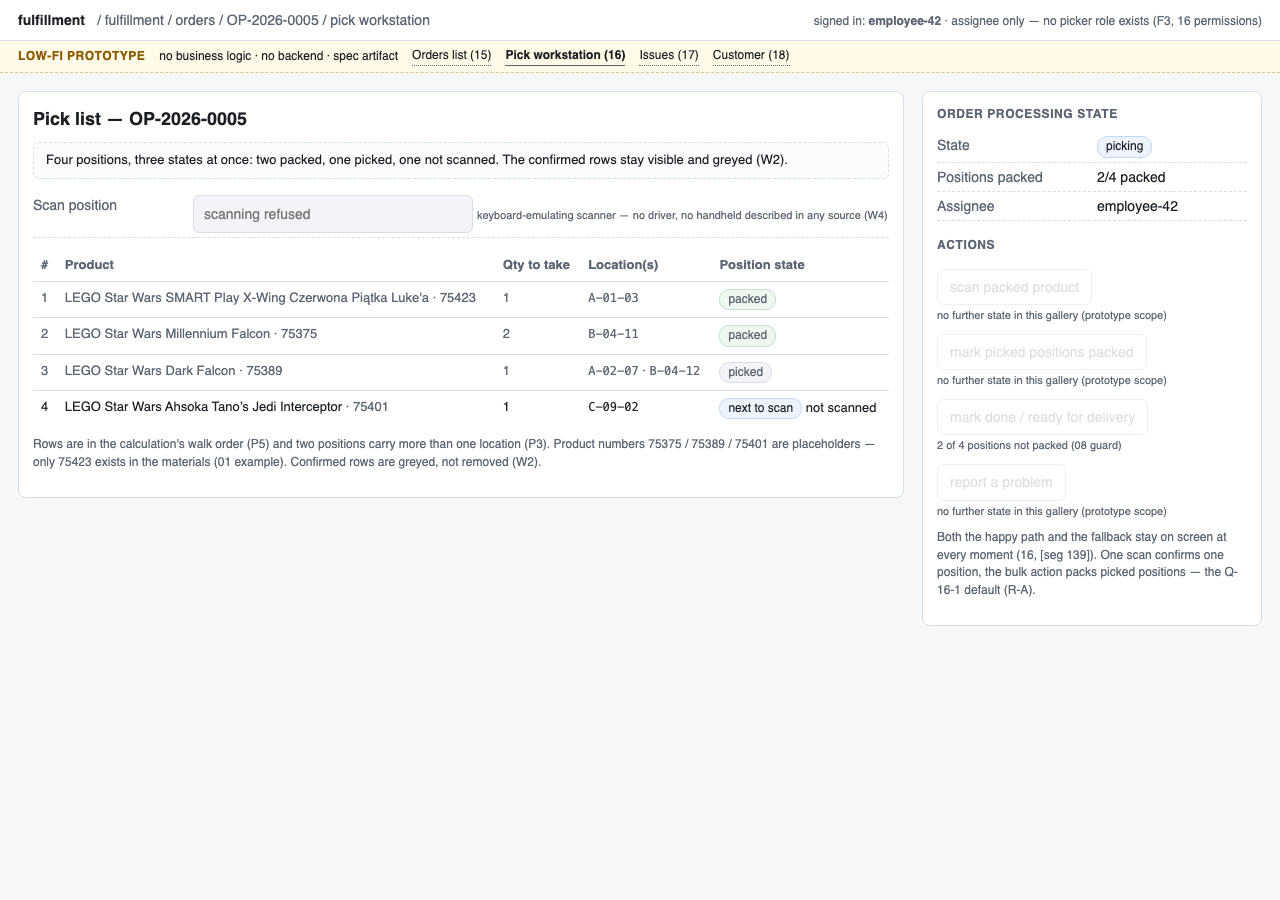 fulfillment / fulfillment / orders / OP-2026-0005 / pick workstation
signed in: employee-42 · assignee only — no picker role exists (F3, 16 permissions)
LOW-FI PROTOTYPE no business logic · no backend · spec artifact Orders list (15) Pick workstation (16) Issues (17) Customer (18)
Pick list — OP-2026-0005
Four positions, three states at once: two packed, one picked, one not scanned. The confirmed rows stay visible and greyed (W2).
Scan position scanning refused keyboard-emulating scanner — no driver, no handheld described in any source (W4)
# Product Qty to take Location(s) Position state
1 LEGO Star Wars SMART Play X-Wing Czerwona Piątka Luke'a · 75423 1 A-01-03 packed
2 LEGO Star Wars Millennium Falcon · 75375 2 B-04-11 packed
3 LEGO Star Wars Dark Falcon · 75389 1 A-02-07 · B-04-12 picked
4 LEGO Star Wars Ahsoka Tano’s Jedi Interceptor · 75401 1 C-09-02 next to scan not scanned
Rows are in the calculation's walk order (P5) and two positions carry more than one location (P3). Product numbers 75375 / 75389 / 75401 are placeholders —
only 75423 exists in the materials (01 example). Confirmed rows are greyed, not removed (W2).
ORDER PROCESSING STATE
State picking
Positions packed 2/4 packed
Assignee employee-42
ACTIONS
scan packed product
no further state in this gallery (prototype scope)
mark picked positions packed
no further state in this gallery (prototype scope)
mark done / ready for delivery
2 of 4 positions not packed (08 guard)
report a problem
no further state in this gallery (prototype scope)
Both the happy path and the fallback stay on screen at
every moment (16, [seg 139]). One scan confirms one
position, the bulk action packs picked positions — the Q-
16-1 default (R-A).